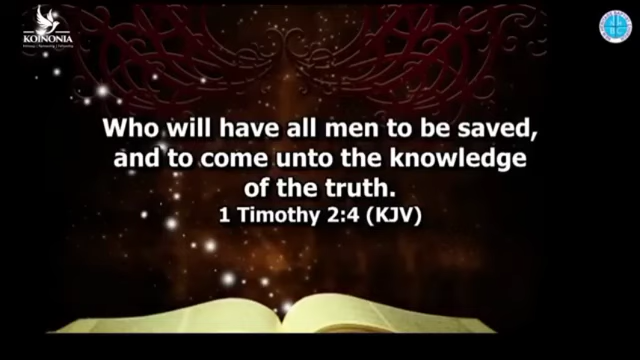 KOINONIA
Who will have all men to be saved,
and to come unto the knowledge
of the truth.
1 Timothy 2:4 (KJV)